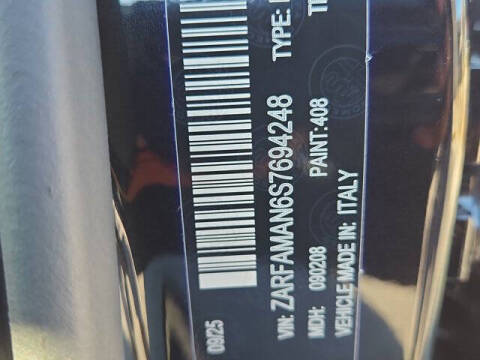 09/25
VIN: ZARFAMAN6S7694248 TYPE:
MDH: 090208 PAINT:408
VEHICLE MADE IN: ITALY